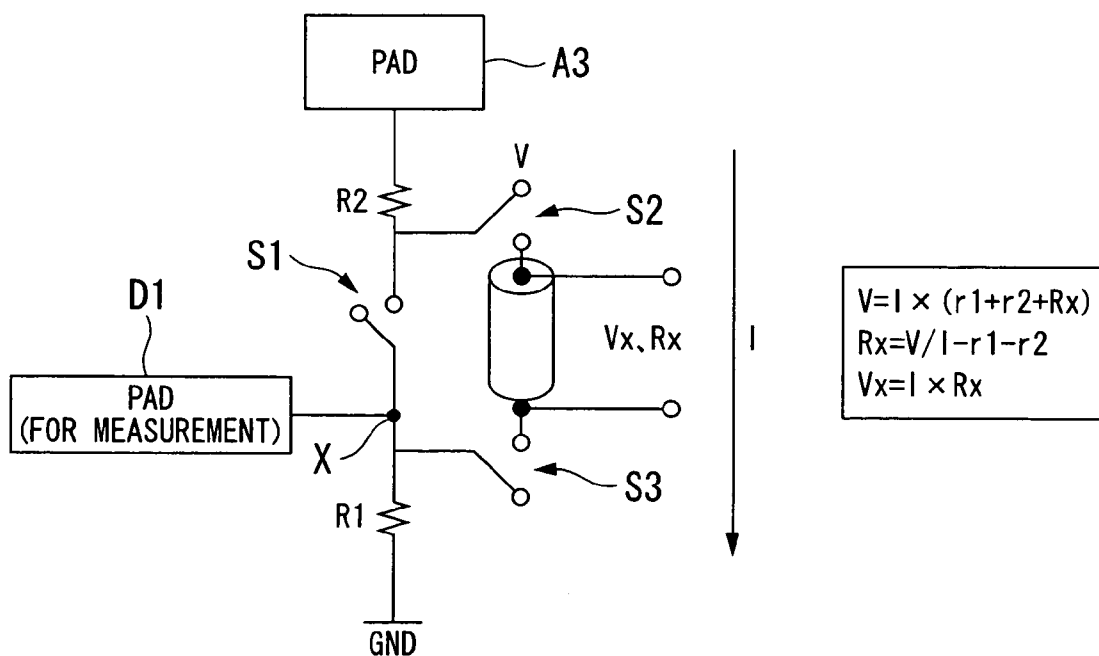 PAD
A3
V
R2
S2
S1
D1
Vx、Rx
I
V=I×(r1+r2+Rx)
Rx=V/I-r1-r2
Vx=I×Rx
PAD
(FOR MEASUREMENT)
X
S3
R1
GND